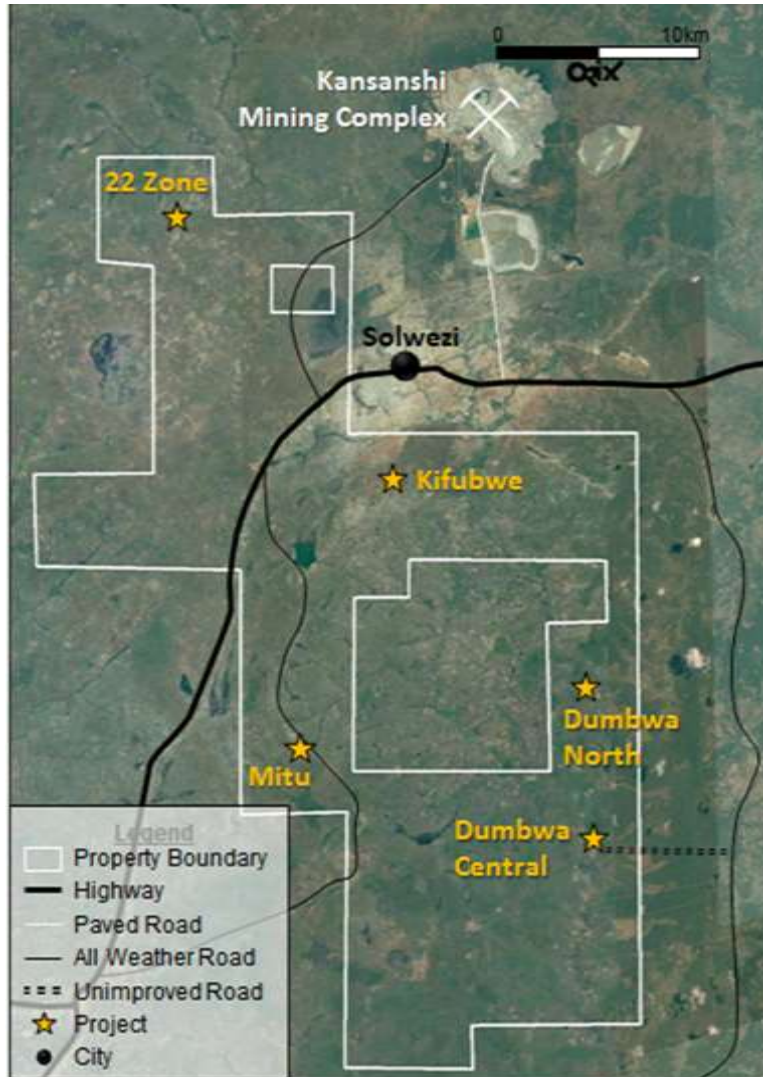 0 10km
Kansanshi
Mining Complex
22 Zone
Solwezi
Kifubwe
Dumbwa
North
Mitu
Dumbwa
Central
Legend
Property Boundary
Highway
Paved Road
All Weather Road
Unimproved Road
Project
City